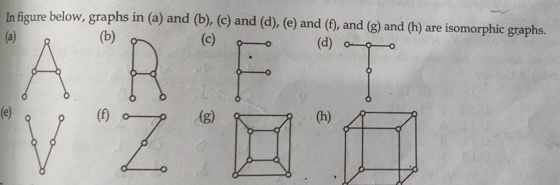 In figure below, graphs in (a) and (b), (c) and (d), (e) and (f), and (g) and (h) are isomorphic graphs.
(a) (b) (c) (d)
(e) (f) (g) (h)